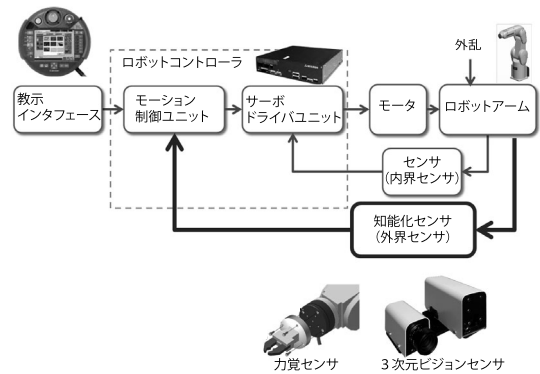 外乱
ロボットコントローラ
教示
インタフェース
モーション
制御ユニット
サーボ
ドライバユニット
モータ
ロボットアーム
センサ
(内界センサ)
知能化センサ
(外界センサ)
力覚センサ
3次元ビジョンセンサ